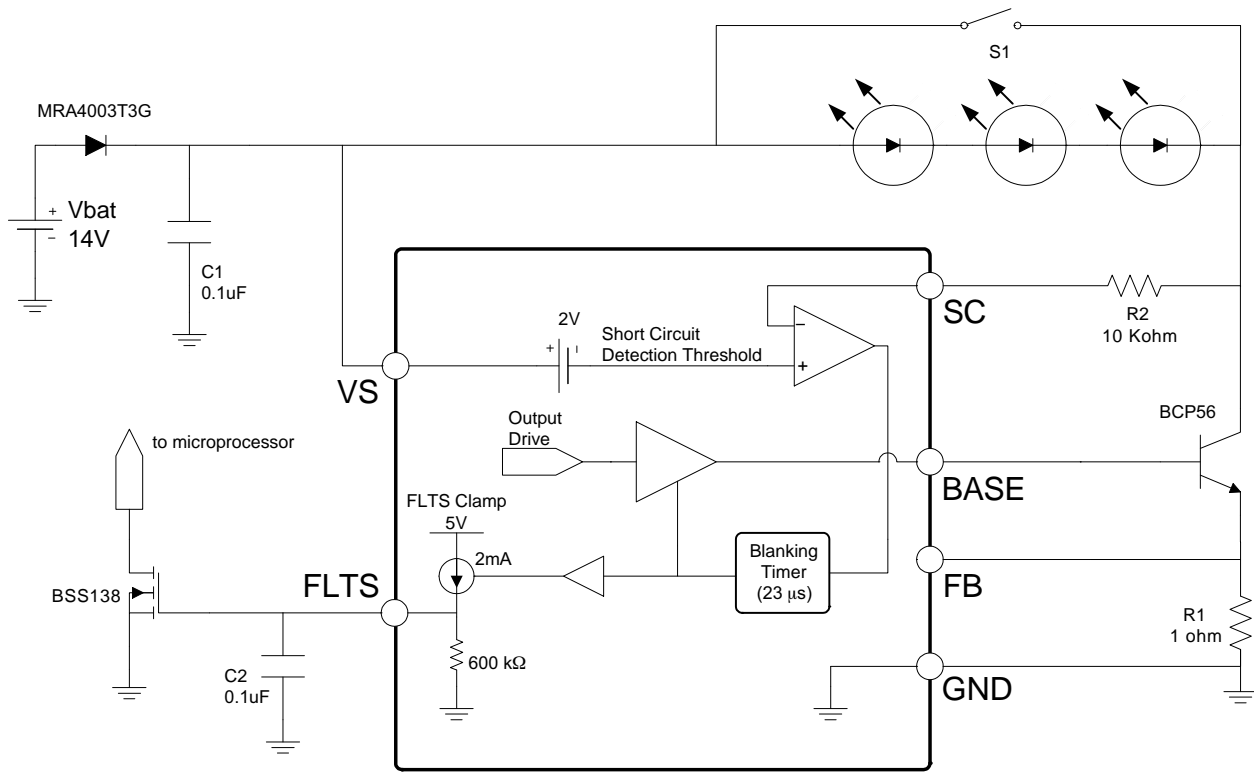 S1
MRA4003T3G
+
Vbat
−
14V
C1
0.1uF
SC
R2
10 Kohm
2V
+
−
Short Circuit
Detection Threshold
−
+
VS
BCP56
to microprocessor
Output
Drive
BASE
FLTS Clamp
5V
2mA
Blanking
Timer
(23 μs)
FLTS
FB
BSS138
R1
1 ohm
600 kΩ
C2
0.1uF
GND